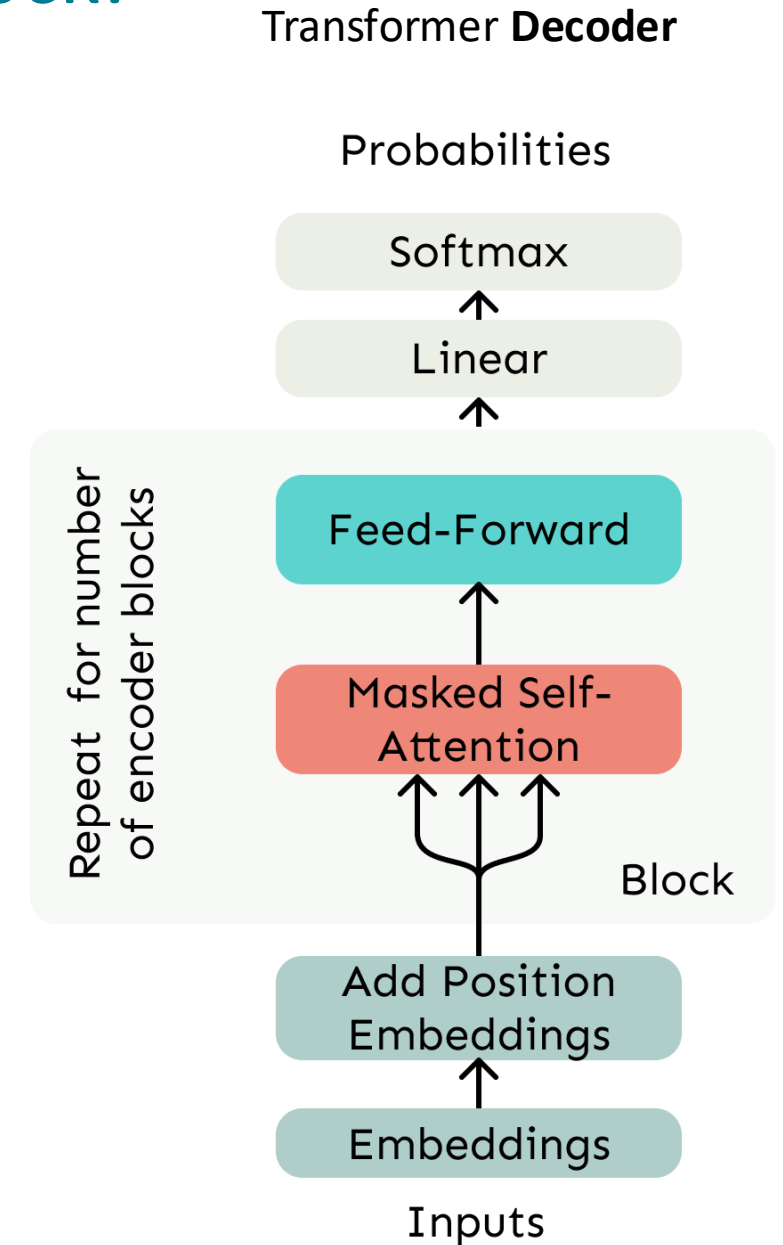 Transformer Decoder
Probabilities
Softmax
Linear
Feed-Forward
Masked Self-
Attention
Repeat for number
of encoder blocks
Block
Add Position
Embeddings
Embeddings
Inputs